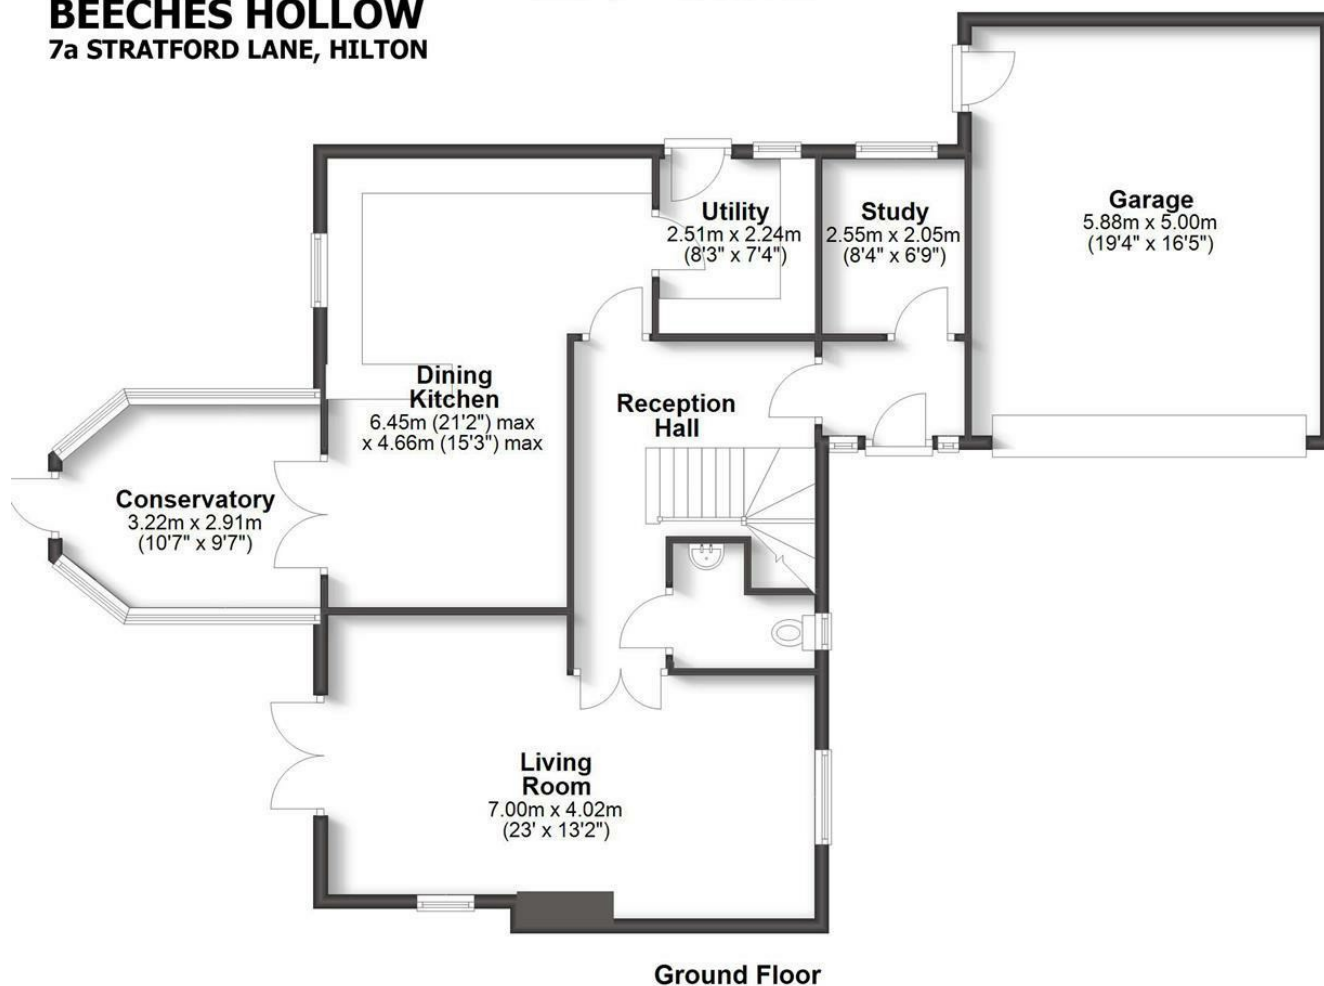 BEECHES HOLLOW
7a STRATFORD LANE, HILTON
Utility
2.51m x 2.24m
(8'3" x 7'4")
Study
2.55m x 2.05m
(8'4" x 6'9")
Garage
5.88m x 5.00m
(19'4" x 16'5")
Dining
Kitchen
6.45m (21'2") max
x 4.66m (15'3") max
Reception
Hall
Conservatory
3.22m x 2.91m
(10'7" x 9'7")
Living
Room
7.00m x 4.02m
(23' x 13'2")
Ground Floor